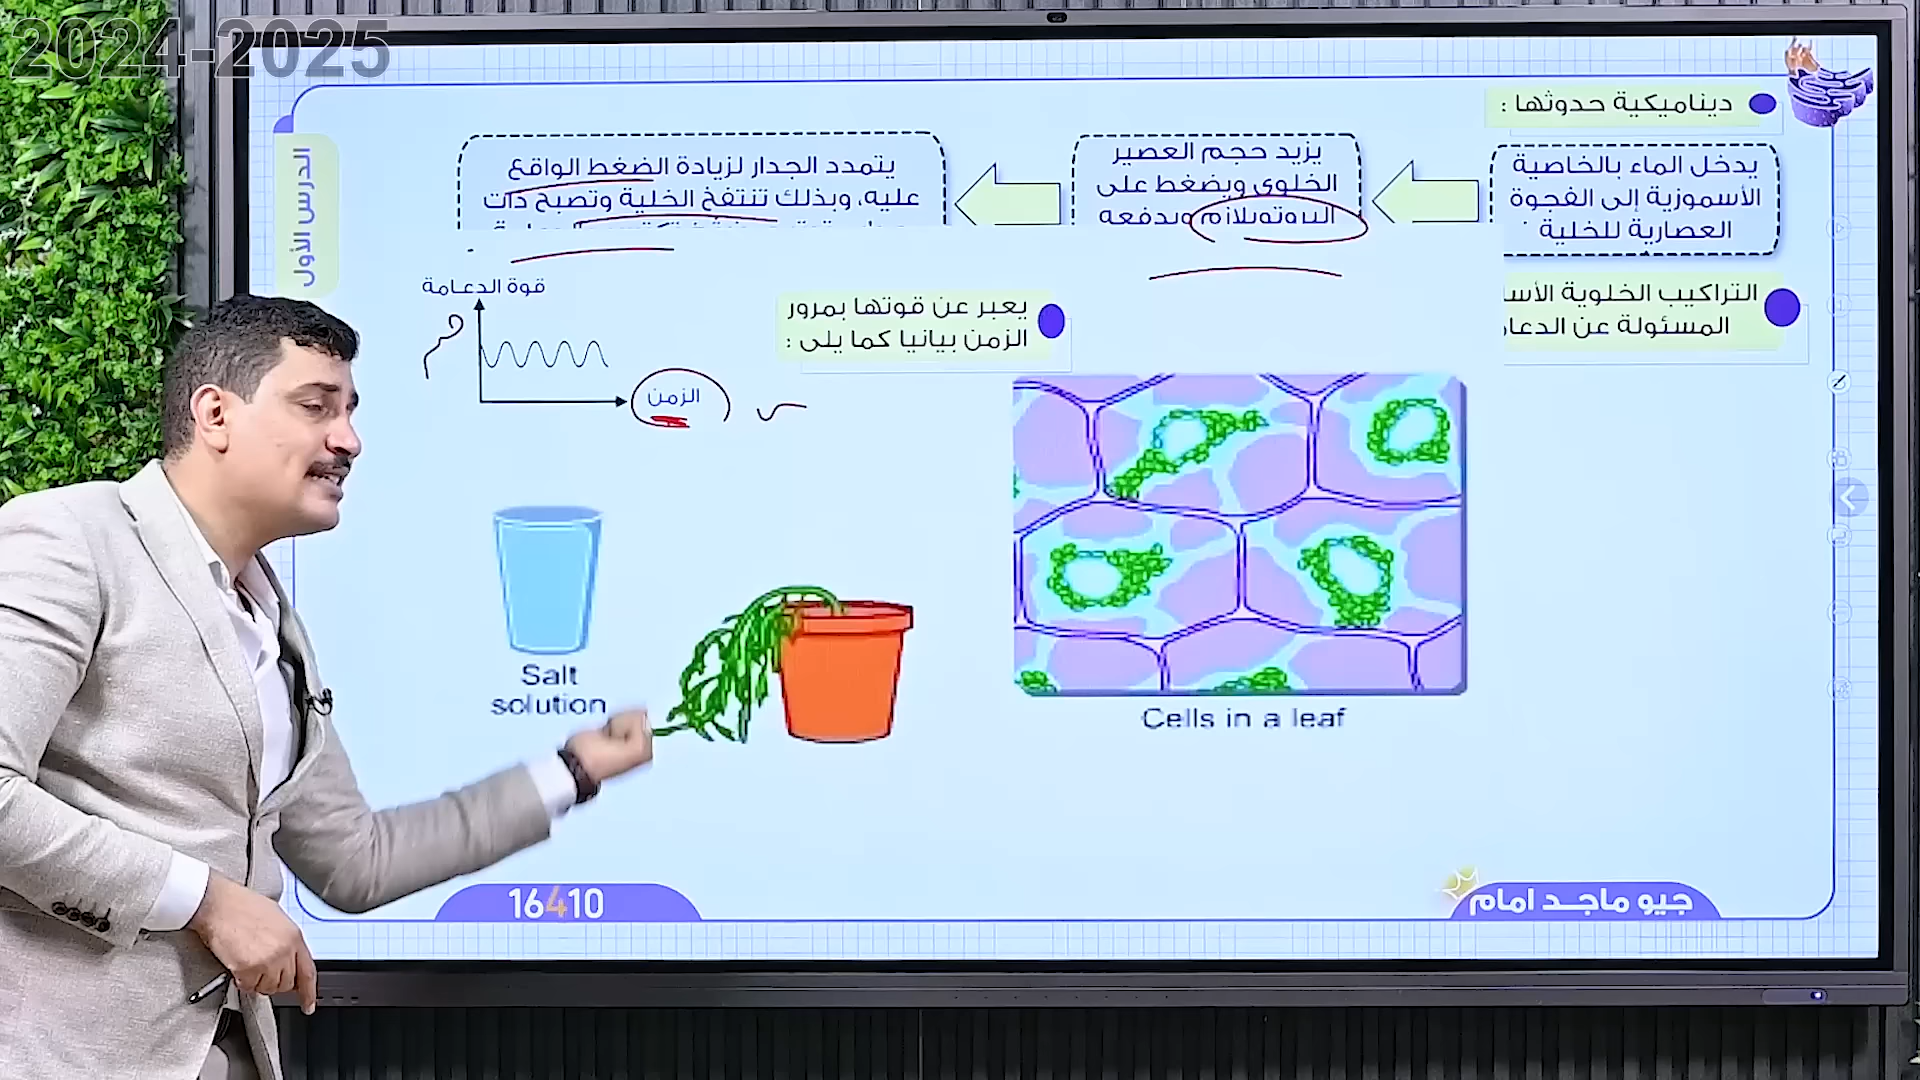 2024-2025
ديناميكية حدوثها :
يدخل الماء بالخاصية
الأسموزية إلى الفجوة
العصارية للخلية
يزيد حجم العصير
الخلوي ويضغط على
البروتوبلازم ويدفعه
يتمدد الجدار لزيادة الضغط الواقع
عليه، وبذلك تنتفخ الخلية وتصبح ذات
الدرس الأول
التراكيب الخلوية
المسئولة عن
يعبر عن قوتها بمرور
الزمن بيانيا كما يلى :
قوة الدعامة
الزمن
Salt
solution
Cells in a leaf
16410
جيو ماجد امام